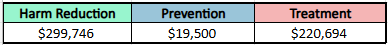 Harm Reduction Prevention Treatment
$299,746 $19,500 $220,694